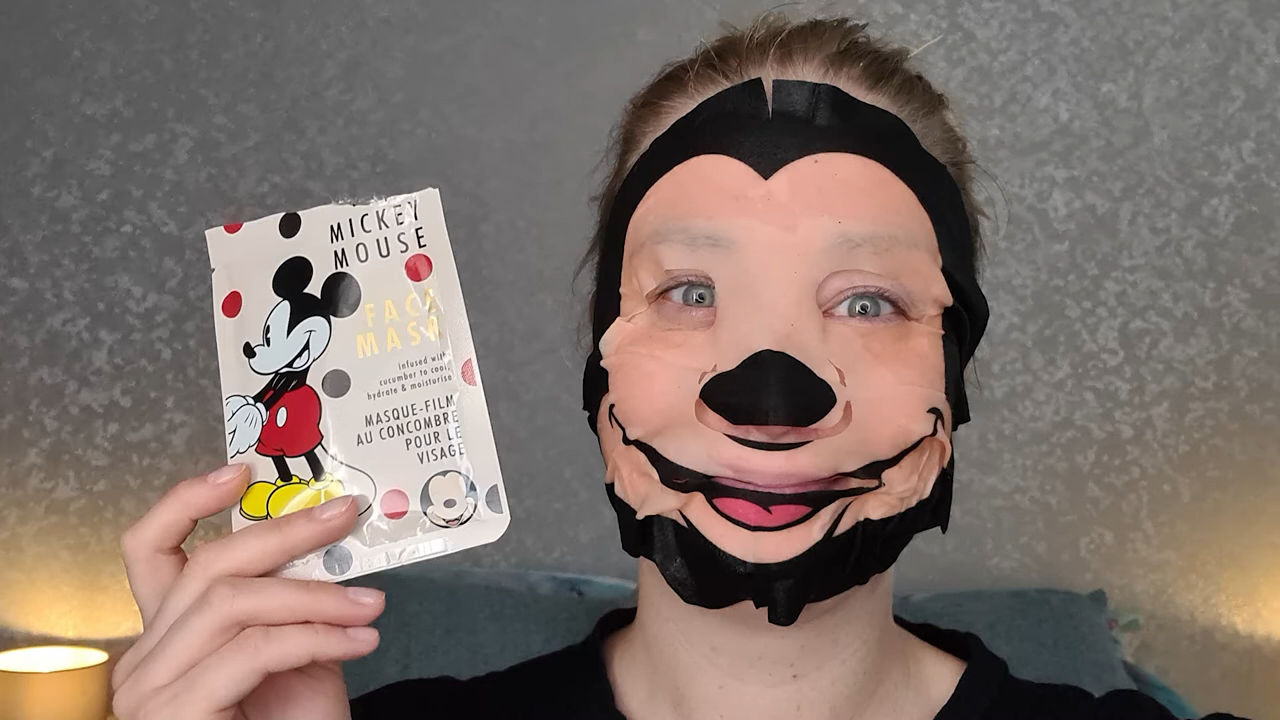 MICKEY
MOUSE
FACE
MASK
infused with
cucumber to cool,
hydrate & moisturise
MASQUE-FILM
AU CONCOMBRE
POUR LE
VISAGE